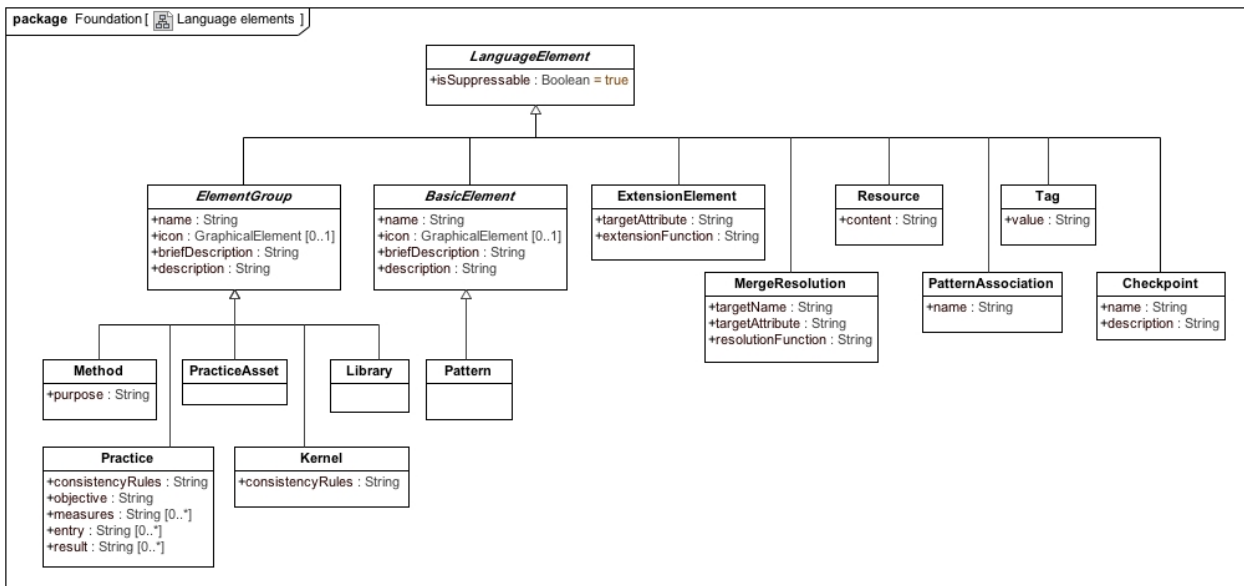 package Foundation [ Language elements ]
LanguageElement
+isSuppressable : Boolean = true
ElementGroup
+name : String
+icon : GraphicalElement [0..1]
+briefDescription : String
+description : String
BasicElement
+name : String
+icon : GraphicalElement [0..1]
+briefDescription : String
+description : String
ExtensionElement
+targetAttribute : String
+extensionFunction : String
Resource
+content : String
Tag
+value : String
MergeResolution
+targetName : String
+targetAttribute : String
+resolutionFunction : String
PatternAssociation
+name : String
Checkpoint
+name : String
+description : String
Method
+purpose : String
PracticeAsset
Library
Pattern
Practice
+consistencyRules : String
+objective : String
+measures : String [0..*]
+entry : String [0..*]
+result : String [0..*]
Kernel
+consistencyRules : String